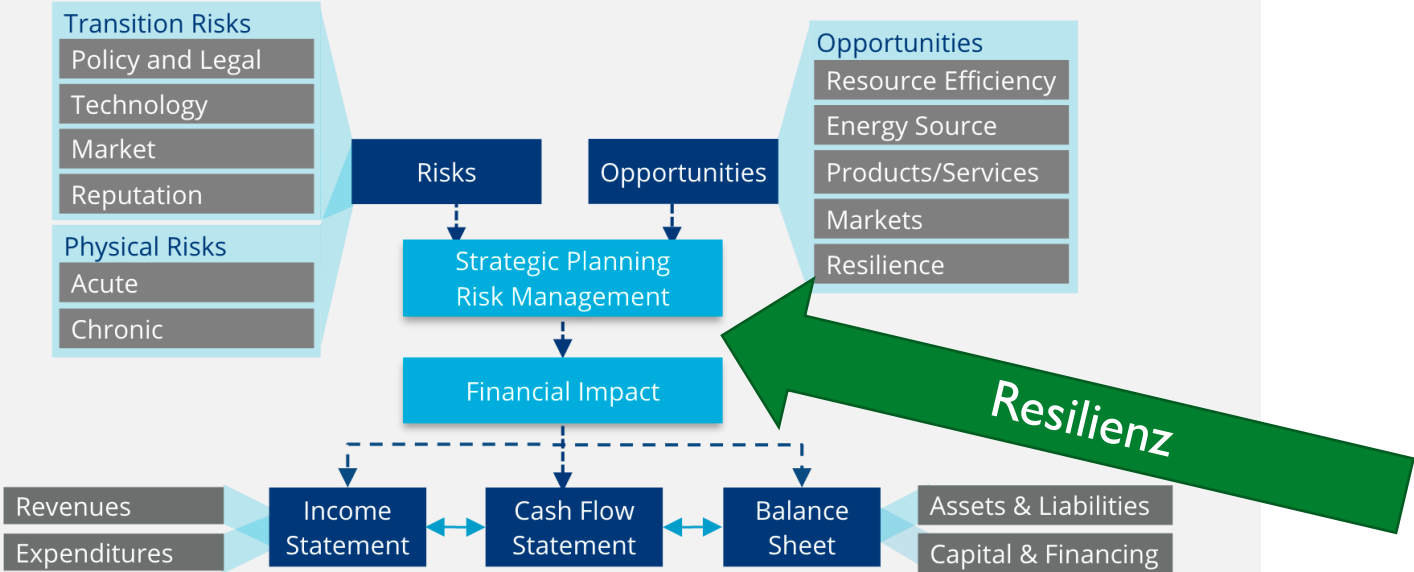 Transition Risks
Policy and Legal
Technology
Market
Reputation
Physical Risks
Acute
Chronic
Risks
Opportunities
Opportunities
Resource Efficiency
Energy Source
Products/Services
Markets
Resilience
Strategic Planning
Risk Management
Financial Impact
Resilienz
Revenues
Expenditures
Income
Statement
Cash Flow
Statement
Balance
Sheet
Assets & Liabilities
Capital & Financing